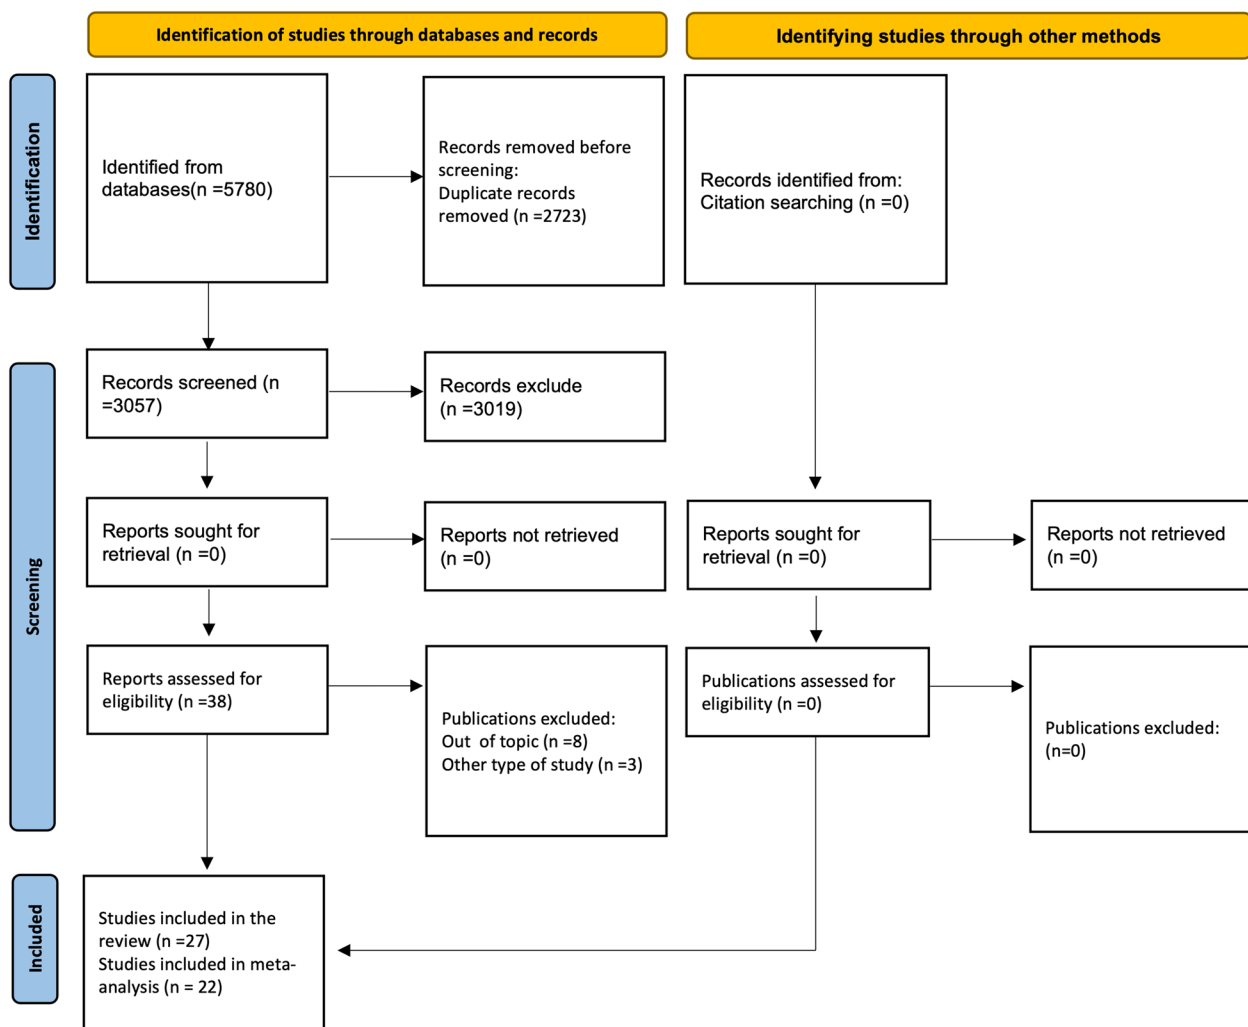 Identification of studies through databases and records
Identifying studies through other methods
Identification
Identified from
databases(n =5780)
Records removed before
screening:
Duplicate records
removed (n =2723)
Records identified from:
Citation searching (n =0)
Screening
Records screened (n
=3057)
Records exclude
(n =3019)
Reports sought for
retrieval (n =0)
Reports not retrieved
(n =0)
Reports sought for
retrieval (n =0)
Reports not retrieved
(n =0)
Reports assessed for
eligibility (n =38)
Publications excluded:
Out  of topic (n =8)
Other type of study (n =3)
Publications assessed for
eligibility (n =0)
Publications excluded:
(n=0)
Included
Studies included in the
review (n =27)
Studies included in meta-
analysis (n = 22)